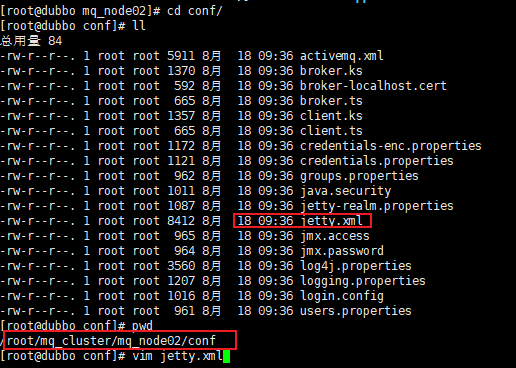 [root@dubbo mq_node02]# cd conf/
[root@dubbo conf]# ll
总用量 84
-rw-r--r--. 1 root root 5911 8月  18 09:36 activemq.xml
-rw-r--r--. 1 root root 1370 8月  18 09:36 broker.ks
-rw-r--r--. 1 root root  592 8月  18 09:36 broker-localhost.cert
-rw-r--r--. 1 root root  665 8月  18 09:36 broker.ts
-rw-r--r--. 1 root root 1357 8月  18 09:36 client.ks
-rw-r--r--. 1 root root  665 8月  18 09:36 client.ts
-rw-r--r--. 1 root root 1172 8月  18 09:36 credentials-enc.properties
-rw-r--r--. 1 root root 1121 8月  18 09:36 credentials.properties
-rw-r--r--. 1 root root  962 8月  18 09:36 groups.properties
-rw-r--r--. 1 root root 1011 8月  18 09:36 java.security
-rw-r--r--. 1 root root 1087 8月  18 09:36 jetty-realm.properties
-rw-r--r--. 1 root root 8412 8月  18 09:36 jetty.xml
-rw-r--r--. 1 root root  965 8月  18 09:36 jmx.access
-rw-r--r--. 1 root root  964 8月  18 09:36 jmx.password
-rw-r--r--. 1 root root 3560 8月  18 09:36 log4j.properties
-rw-r--r--. 1 root root 1207 8月  18 09:36 logging.properties
-rw-r--r--. 1 root root 1016 8月  18 09:36 login.config
-rw-r--r--. 1 root root  961 8月  18 09:36 users.properties
[root@dubbo conf]# pwd
/root/mq_cluster/mq_node02/conf
[root@dubbo conf]# vim jetty.xml